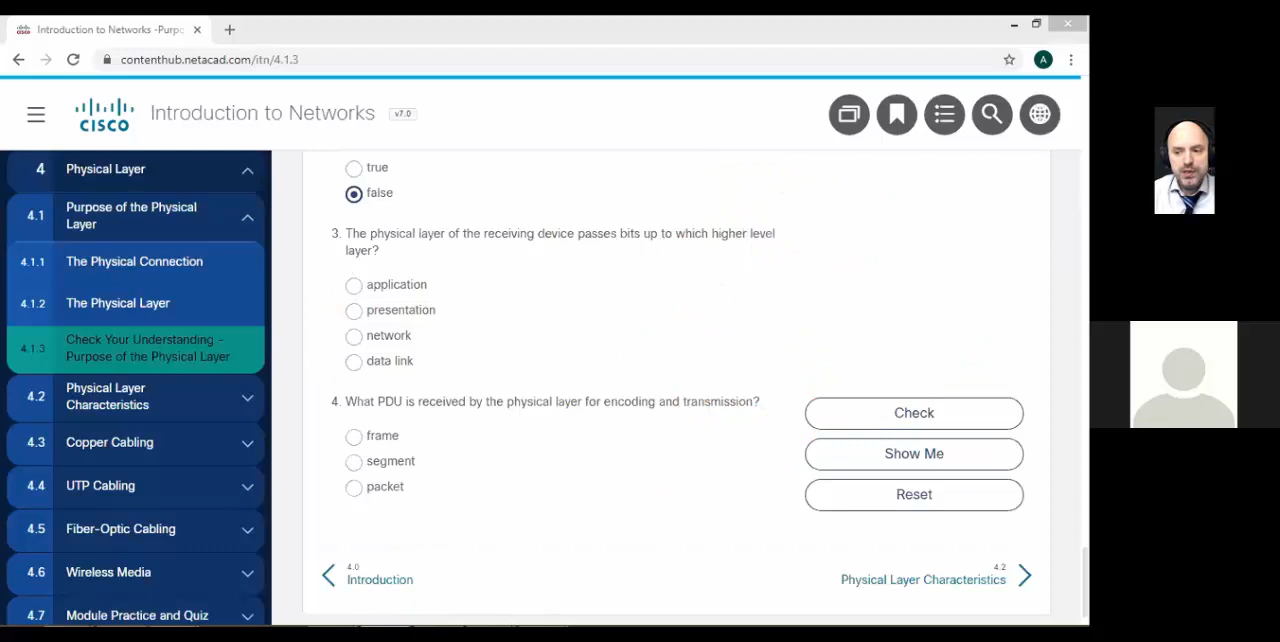 Introduction to Networks -Purpo
contenthub.netacad.com/itn/4.1.3
A
CISCO
Introduction to Networks v7.0
4 Physical Layer
4.1 Purpose of the Physical
Layer
4.1.1 The Physical Connection
4.1.2 The Physical Layer
4.1.3 Check Your Understanding -
Purpose of the Physical Layer
4.2 Physical Layer
Characteristics
4.3 Copper Cabling
4.4 UTP Cabling
4.5 Fiber-Optic Cabling
4.6 Wireless Media
4.7 Module Practice and Quiz
true
false
3. The physical layer of the receiving device passes bits up to which higher level
layer?
application
presentation
network
data link
4. What PDU is received by the physical layer for encoding and transmission?
frame
segment
packet
Check
Show Me
Reset
4.0
Introduction
4.2
Physical Layer Characteristics